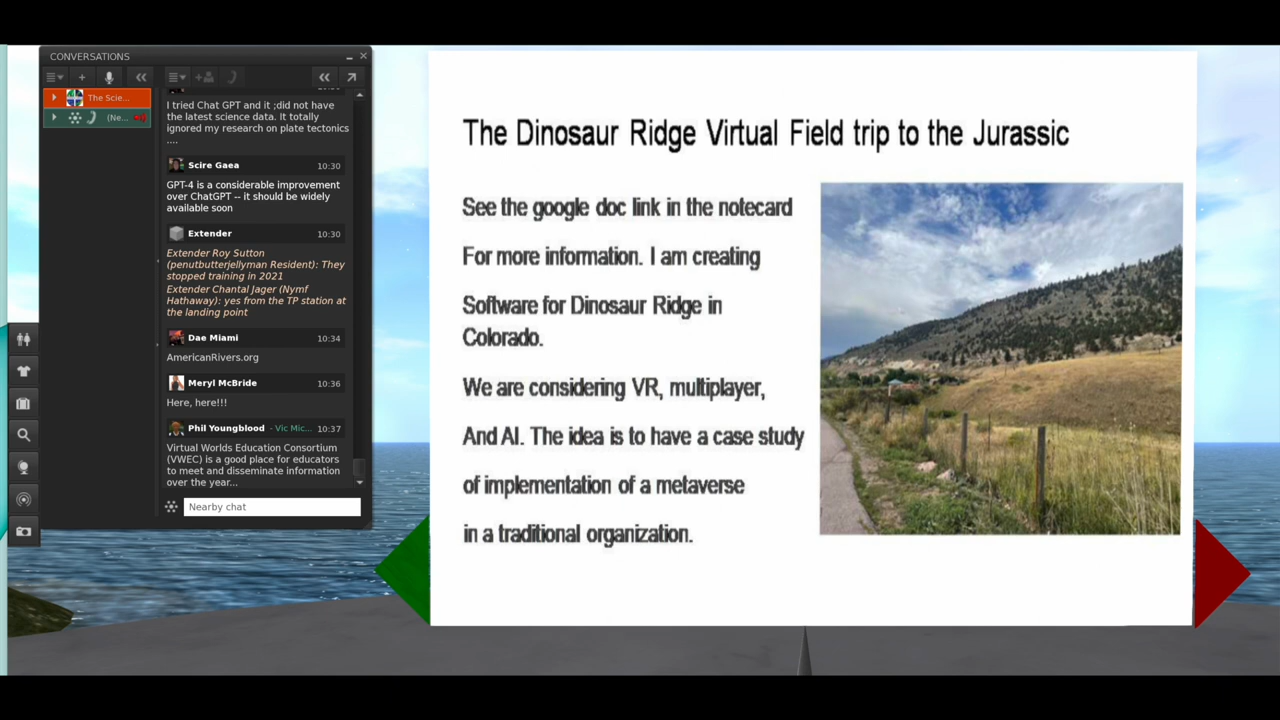 CONVERSATIONS
The Scie...
(Ne...
I tried Chat GPT and it ;did not have
the latest science data. It totally
ignored my research on plate tectonics
....
Scire Gaea 10:30
GPT-4 is a considerable improvement
over ChatGPT -- it should be widely
available soon
Extender 10:30
Extender Roy Sutton
(penutbutterjellyman Resident): They
stopped training in 2021
Extender Chantal Jager (Nymf
Hathaway): yes from the TP station at
the landing point
Dae Miami 10:34
AmericanRivers.org
Meryl McBride 10:36
Here, here!!!
Phil Youngblood - Vic Mic... 10:37
Virtual Worlds Education Consortium
(VWEC) is a good place for educators
to meet and disseminate information
over the year...
Nearby chat
The Dinosaur Ridge Virtual Field trip to the Jurassic
See the google doc link in the notecard
For more information. I am creating
Software for Dinosaur Ridge in
Colorado.
We are considering VR, multiplayer,
And AI. The idea is to have a case study
of implementation of a metaverse
in a traditional organization.